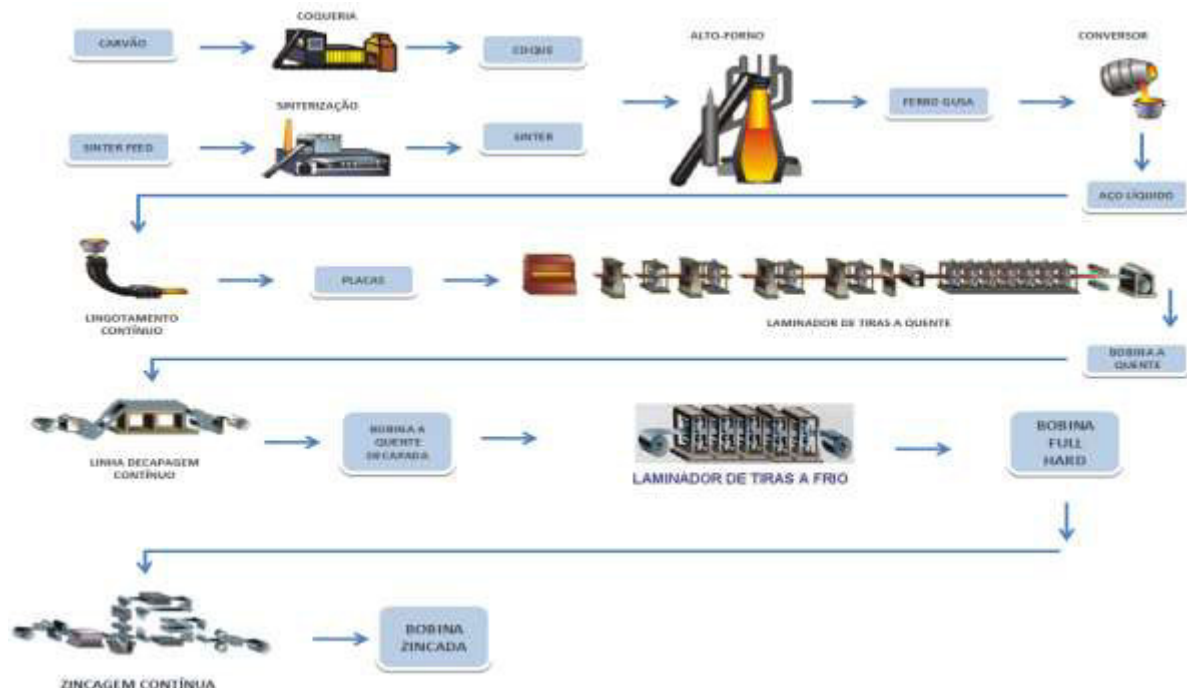 COQUERIA
CARVÃO
COQUE
ALTO-FORNO
CONVERSOR
SINTERIZAÇÃO
FERRO GUSA
SINTER FEED
SINTER
AÇO LÍQUIDO
PLACAS
LINGOTAMENTO
CONTÍNUO
LAMINADOR DE TIRAS A QUENTE
BOBINA A
QUENTE
LINHA DECAPAGEM
CONTÍNUO
BOBINA A
QUENTE
DECAPADA
LAMINADOR DE TIRAS A FRIO
BOBINA
FULL
HARD
ZINCAGEM CONTÍNUA
BOBINA
ZINCADA